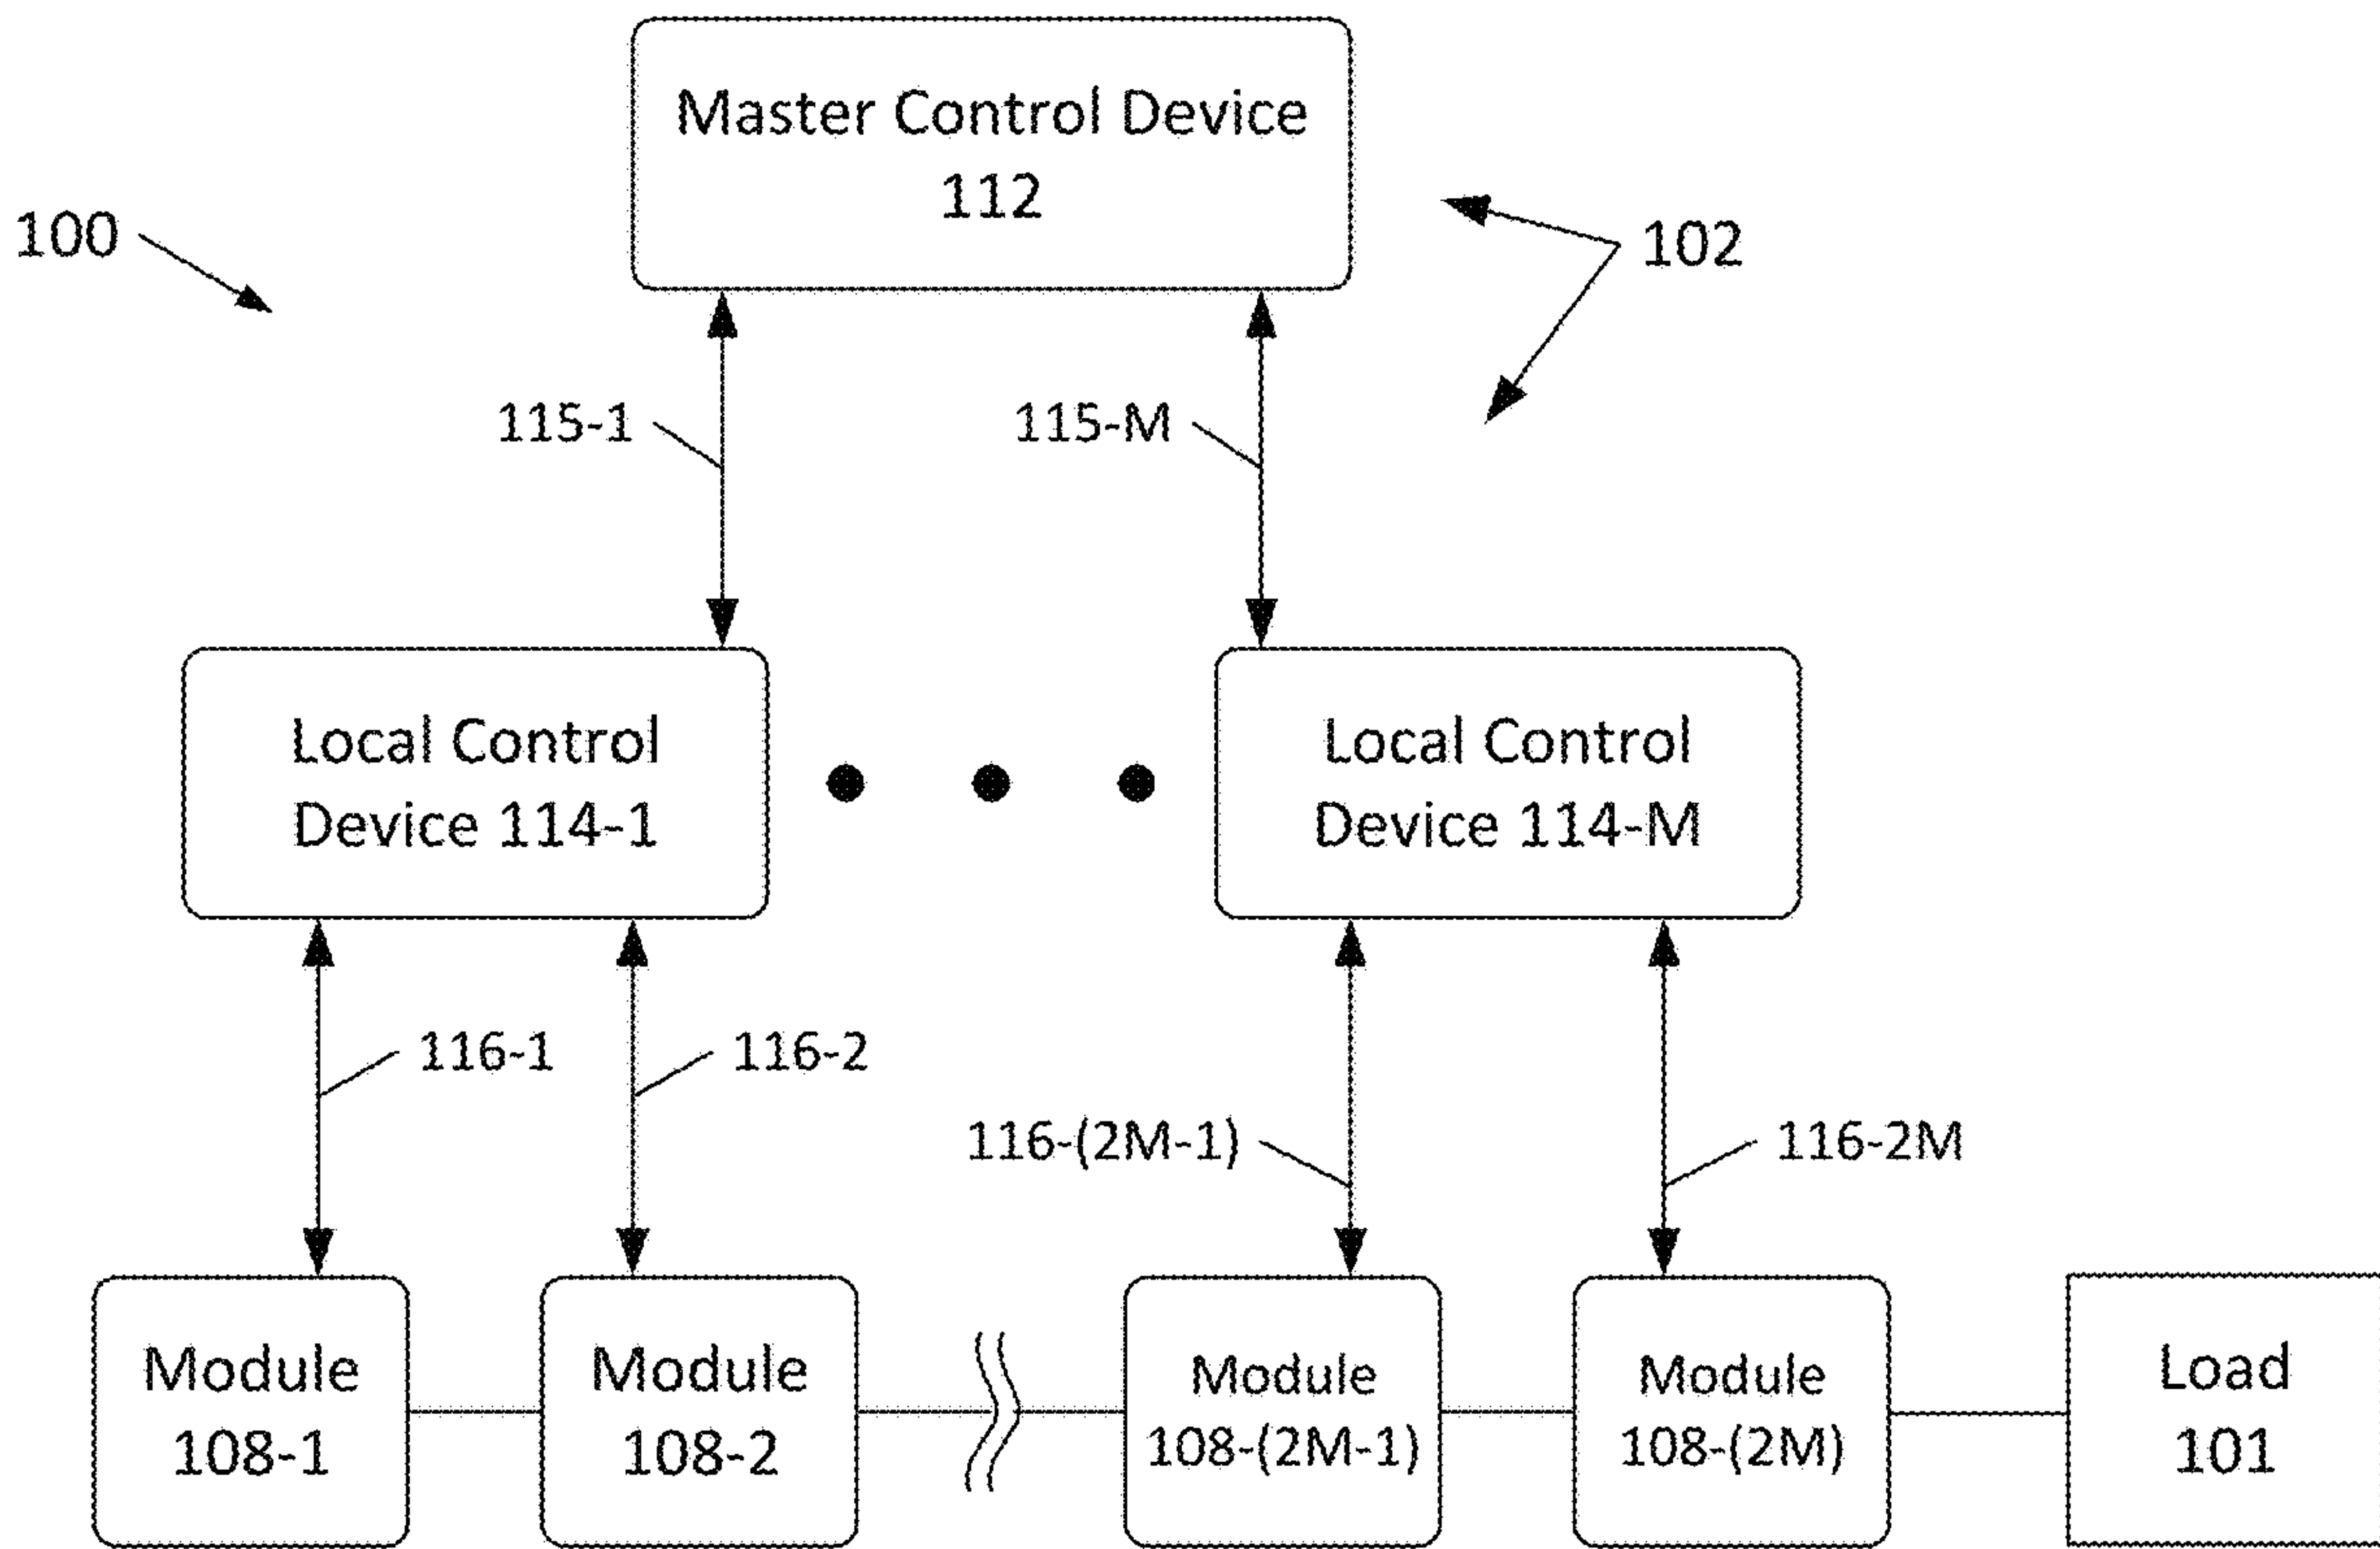 Master Control Device
112
100
102
115-1
115-M
Local Control
Device 114-1
Local Control
Device 114-M
116-1
116-2
116-(2M-1)
116-2M
Module
108-1
Module
108-2
Module
108-(2M-1)
Module
108-(2M)
Load
101